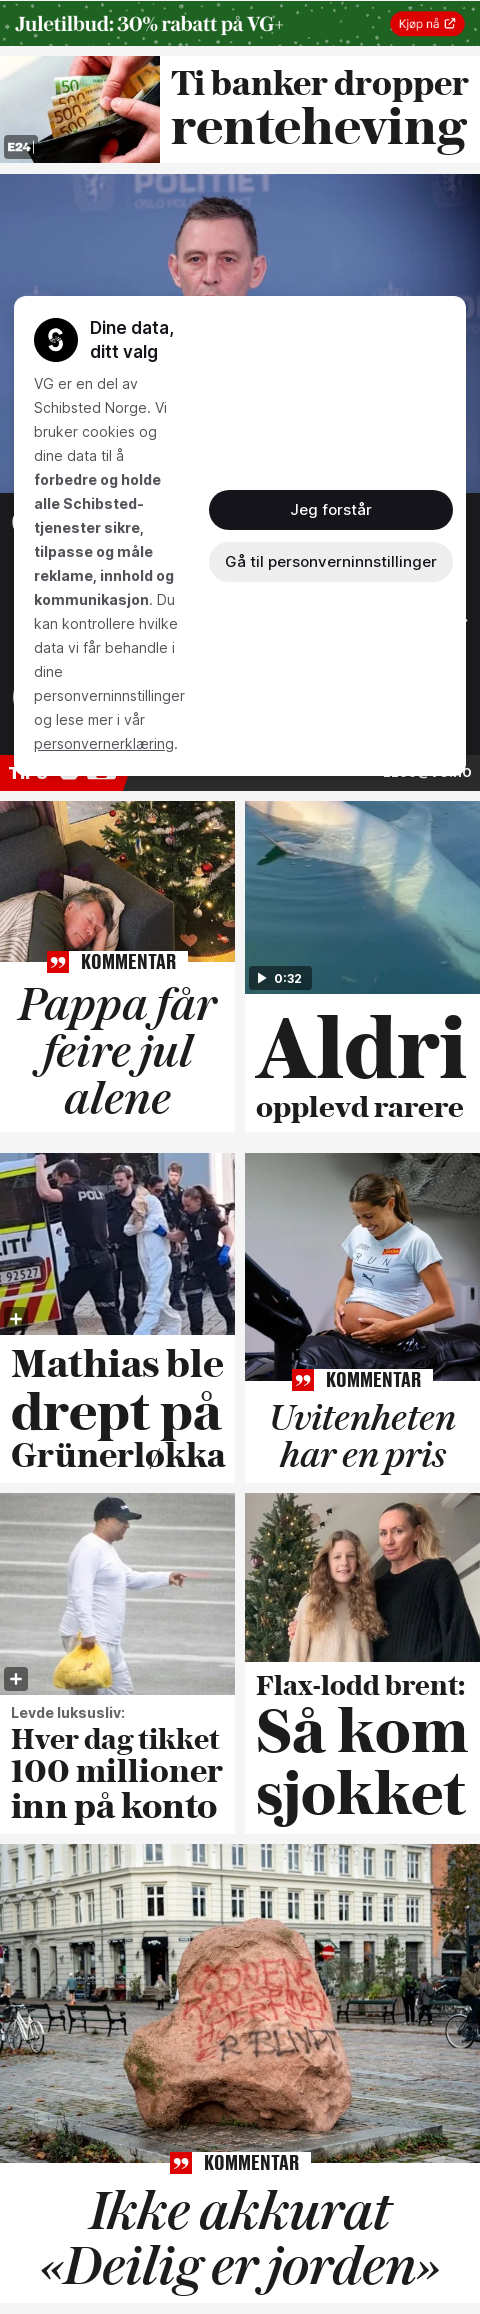 Juletilbud: 30% rabatt på VG+
Kjøp nå
E24
Ti banker dropper
renteheving
POLITIET
Dine data,
ditt valg
VG er en del av
Schibsted Norge. Vi
bruker cookies og
dine data til å
forbedre og holde
alle Schibsted-
tjenester sikre,
tilpasse og måle
reklame, innhold og
kommunikasjon. Du
kan kontrollere hvilke
data vi får behandle i
dine
personverninnstillinger
og lese mer i vår
personvernerklæring.
Jeg forstår
Gå til personverninnstillinger
KOMMENTAR
Pappa får
feire jul
alene
0:32
Aldri
opplevd rarere
92527
Mathias ble
drept på
Grünerløkka
RUN
KOMMENTAR
Uvitenheten
har en pris
Levde luksusliv:
Hver dag tikket
100 millioner
inn på konto
Flax-lodd brent:
Så kom
sjokket
KOMMENTAR
Ikke akkurat
«Deilig er jorden»